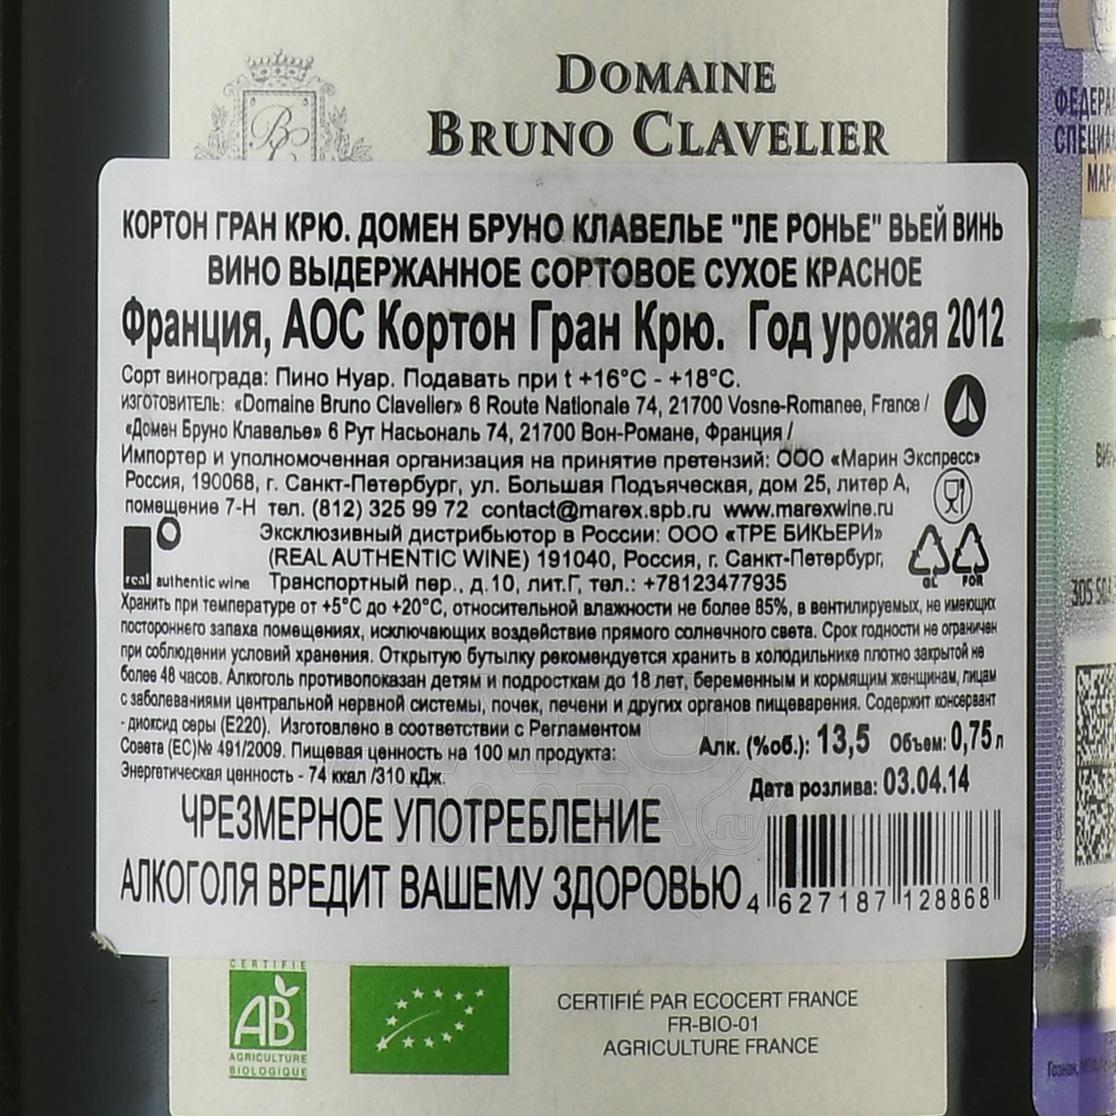 DOMAINE
BRUNO CLAVELIER
КОРТОН ГРАН КРЮ. ДОМЕН БРУНО КЛАВЕЛЬЕ "ЛЕ РОНЬЕ" ВЬЕЙ ВИНЬ
ВИНО ВЫДЕРЖАННОЕ СОРТОВОЕ СУХОЕ КРАСНОЕ
Франция, АОС Кортон Гран Крю. Год урожая 2012
Сорт винограда: Пино Нуар. Подавать при t +16°C - +18°C.
ИЗГОТОВИТЕЛЬ: «Domaine Bruno Clavelier» 6 Route Nationale 74, 21700 Vosne-Romanee, France /
«Домен Бруно Клавелье» 6 Рут Насьональ 74, 21700 Вон-Романе, Франция /
Импортер и уполномоченная организация на принятие претензий: ООО «Марин Экспресс»
Россия, 190068, г. Санкт-Петербург, ул. Большая Подъяческая, дом 25, литер А,
помещение 7-Н тел. (812) 325 99 72 contact@marex.spb.ru www.marexwine.ru
Эксклюзивный дистрибьютор в России: ООО «ТРЕ БИКЬЕРИ»
(REAL AUTHENTIC WINE) 191040, Россия, г. Санкт-Петербург,
real authentic wine Транспортный пер., д.10, лит.Г, тел.: +78123477935
GL FOR
Хранить при температуре от +5°С до +20°С, относительной влажности не более 85%, в вентилируемых, не имеющих
постороннего запаха помещениях, исключающих воздействие прямого солнечного света. Срок годности не ограничен
при соблюдении условий хранения. Открытую бутылку рекомендуется хранить в холодильнике плотно закрытой не
более 48 часов. Алкоголь противопоказан детям и подросткам до 18 лет, беременным и кормящим женщинам, лицам
с заболеваниями центральной нервной системы, почек, печени и других органов пищеварения. Содержит консервант
- диоксид серы (Е220). Изготовлено в соответствии с Регламентом
Совета (ЕС)№ 491/2009. Пищевая ценность на 100 мл продукта:
Энергетическая ценность - 74 ккал /310 кДж.
Алк. (%об.): 13,5 Объем: 0,75 л
Дата розлива: 03.04.14
ЧРЕЗМЕРНОЕ УПОТРЕБЛЕНИЕ
АЛКОГОЛЯ ВРЕДИТ ВАШЕМУ ЗДОРОВЬЮ
4 627187 128868
CERTIFIÉ
AB
AGRICULTURE
BIOLOGIQUE
CERTIFIÉ PAR ECOCERT FRANCE
FR-BIO-01
AGRICULTURE FRANCE